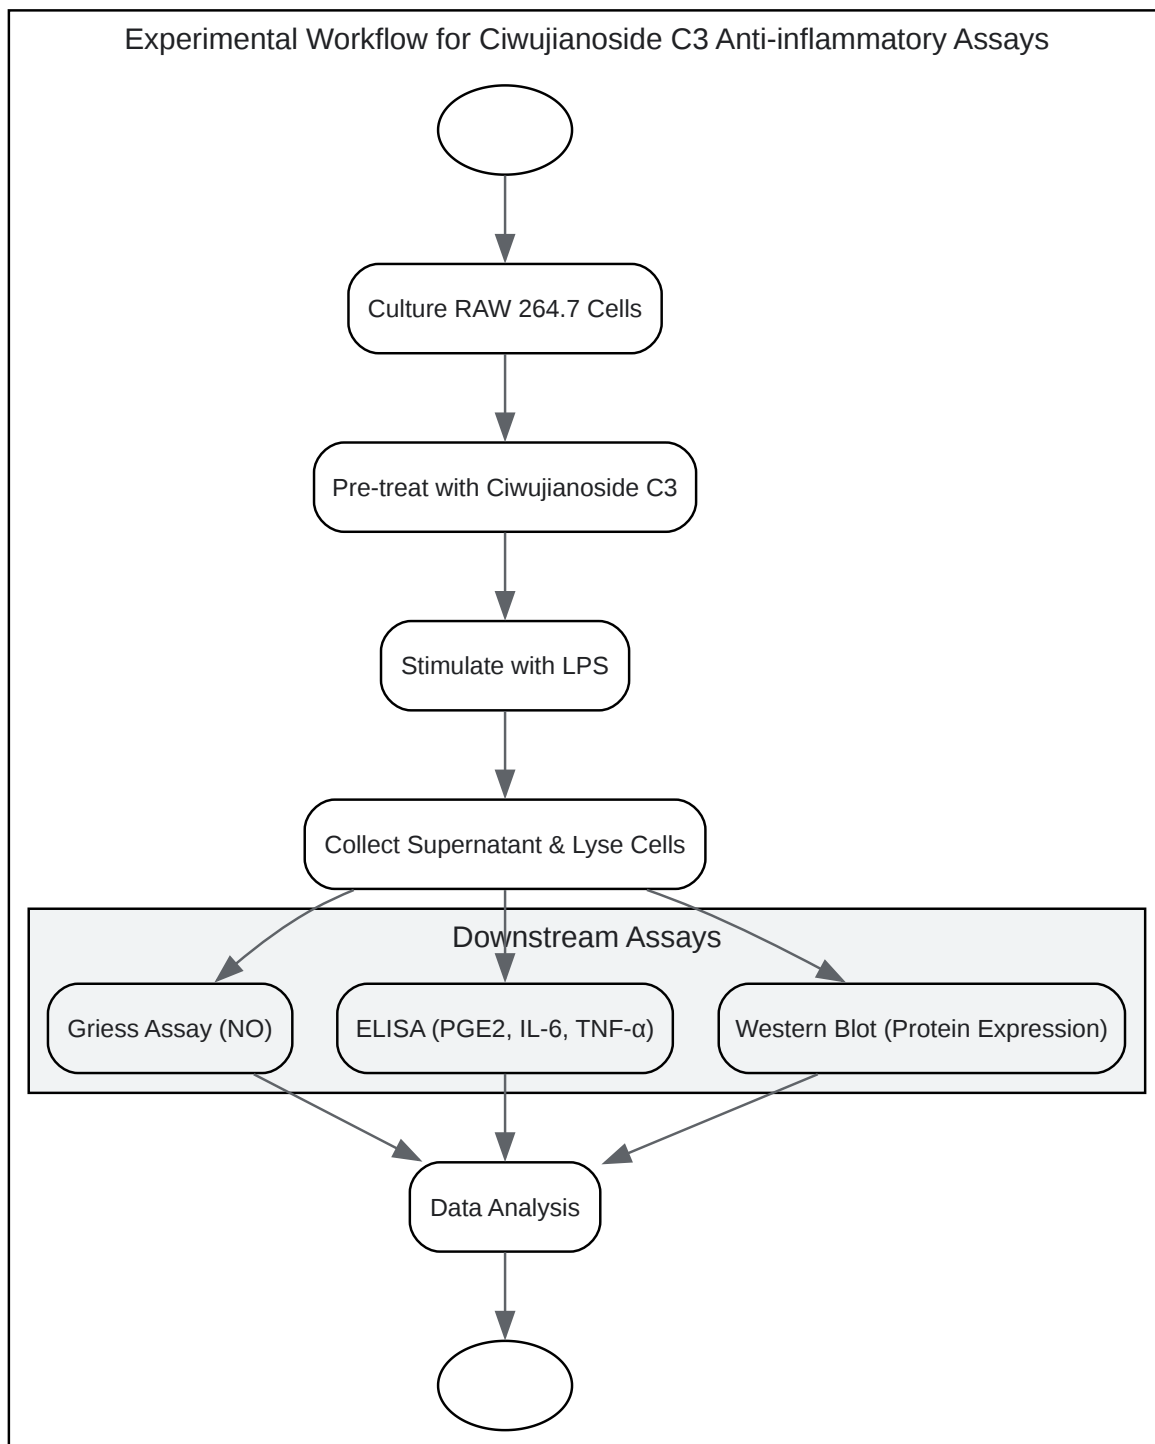 Experimental Workflow for Ciwujianoside C3 Anti-inflammatory Assays
Culture RAW 264.7 Cells
Pre-treat with Ciwujianoside C3
Stimulate with LPS
Collect Supernatant & Lyse Cells
Downstream Assays
Griess Assay (NO)
ELISA (PGE2, IL-6, TNF-α)
Western Blot (Protein Expression)
Data Analysis